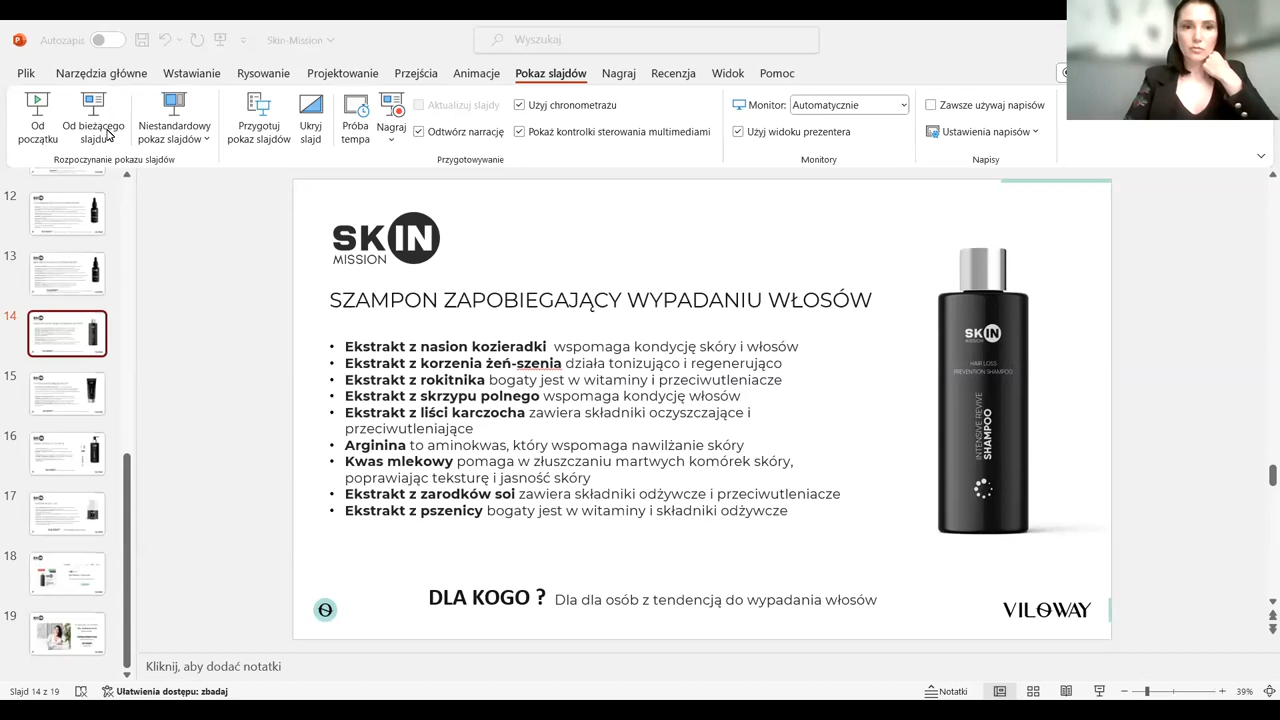 Autozapis
Skin-Mission
Wyszukaj
Plik
Narzędzia główne
Wstawianie
Rysowanie
Projektowanie
Przejścia
Animacje
Pokaz slajdów
Nagraj
Recenzja
Widok
Pomoc
Od początku
Od bieżącego slajdu
Niestandardowy pokaz slajdów
Rozpoczynanie pokazu slajdów
Przygotuj pokaz slajdów
Ukryj slajd
Próba tempa
Nagraj
Aktualizuj slajdy
Odtwórz narrację
Użyj chronometrażu
Pokaż kontrolki sterowania multimediami
Przygotowywanie
Monitor:
Automatycznie
Użyj widoku prezentera
Monitory
Zawsze używaj napisów
Ustawienia napisów
Napisy
12
13
14
15
16
17
18
19
SKIN
MISSION
SZAMPON ZAPOBIEGAJĄCY WYPADANIU WŁOSÓW
• Ekstrakt z nasion kozieradki wspomaga kondycję skóry i włosów
• Ekstrakt z korzenia żeń-szenia działa tonizująco i regenerująco
• Ekstrakt z rokitnika bogaty jest w witaminy i przeciwutleniacze
• Ekstrakt z skrzypu polnego wspomaga kondycję włosów
• Ekstrakt z liści karczocha zawiera składniki oczyszczające i
przeciwutleniające
• Arginina to aminokwas, który wspomaga nawilżanie skóry
• Kwas mlekowy pomaga w złuszczaniu martwych komórek skóry,
poprawiając teksturę i jasność skóry
• Ekstrakt z zarodków soi zawiera składniki odżywcze i przeciwutleniacze
• Ekstrakt z pszenicy bogaty jest w witaminy i składniki odżywcze
SKIN
MISSION
HAIR LOSS
PREVENTION SHAMPOO
INTENSIVE REVIVE
SHAMPOO
DLA KOGO ? Dla dla osób z tendencją do wypadania włosów
VILOWAY
Kliknij, aby dodać notatki
Slajd 14 z 19
Ułatwienia dostępu: zbadaj
Notatki
39%